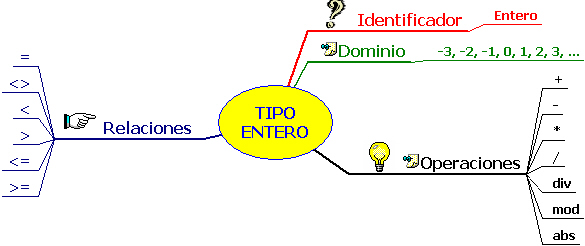 Identificador
Entero
Dominio
-3, -2, -1, 0, 1, 2, 3, ...
TIPO
ENTERO
Relaciones
=
<>
<
>
<=
>=
Operaciones
+
-
*
/
div
mod
abs